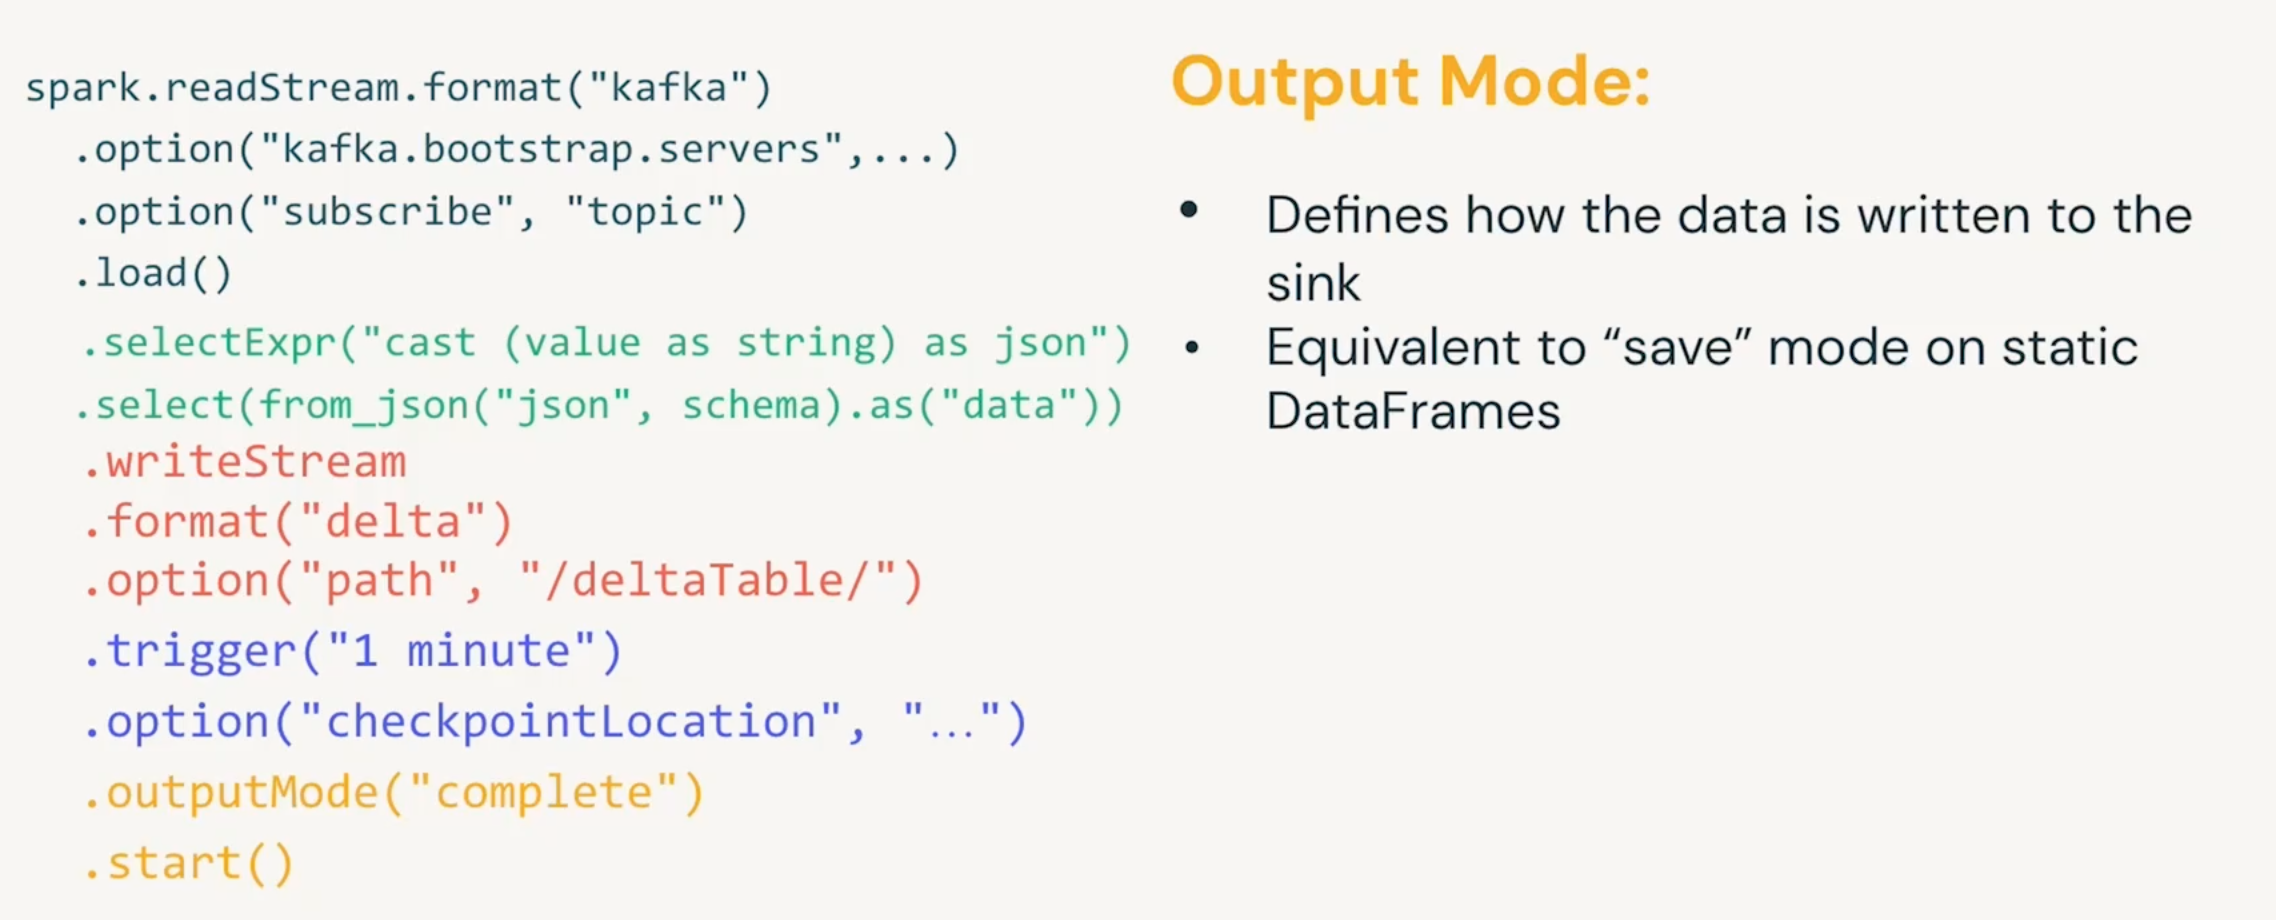 spark.readStream.format("kafka")
.option("kafka.bootstrap.servers",...)
.option("subscribe", "topic")
.load()
.selectExpr("cast (value as string) as json")
.select(from_json("json", schema).as("data"))
.writeStream
.format("delta")
.option("path", "/deltaTable/")
.trigger("1 minute")
.option("checkpointLocation", "…")
.outputMode("complete")
.start()
Output Mode:
• Defines how the data is written to the
sink
• Equivalent to “save” mode on static
DataFrames